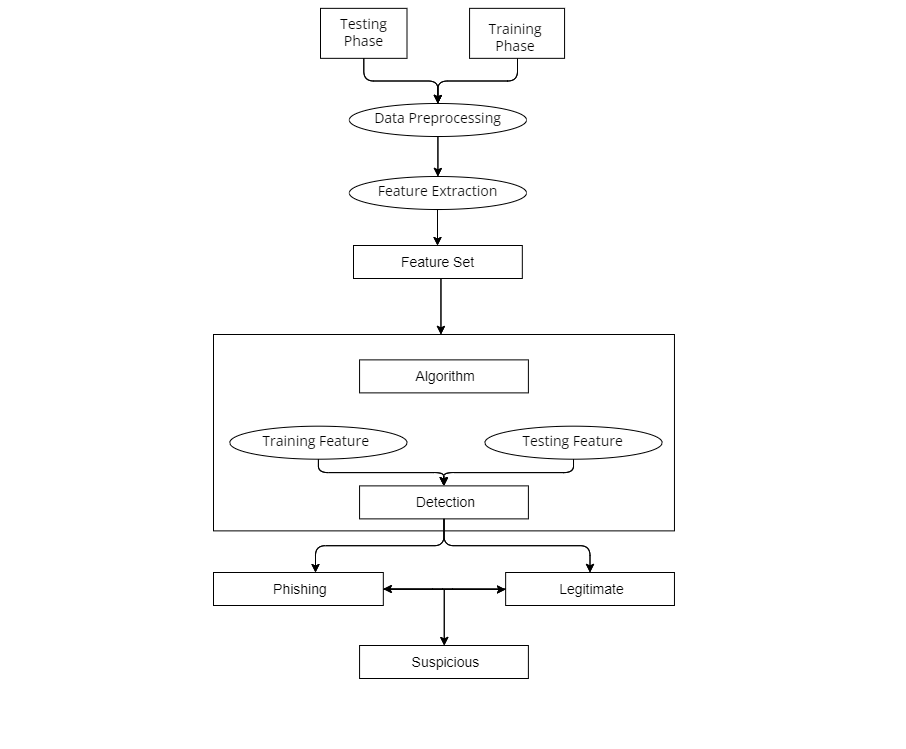 Testing
Phase
Training
Phase
Data Preprocessing
Feature Extraction
Feature Set
Algorithm
Training Feature
Testing Feature
Detection
Phishing
Legitimate
Suspicious